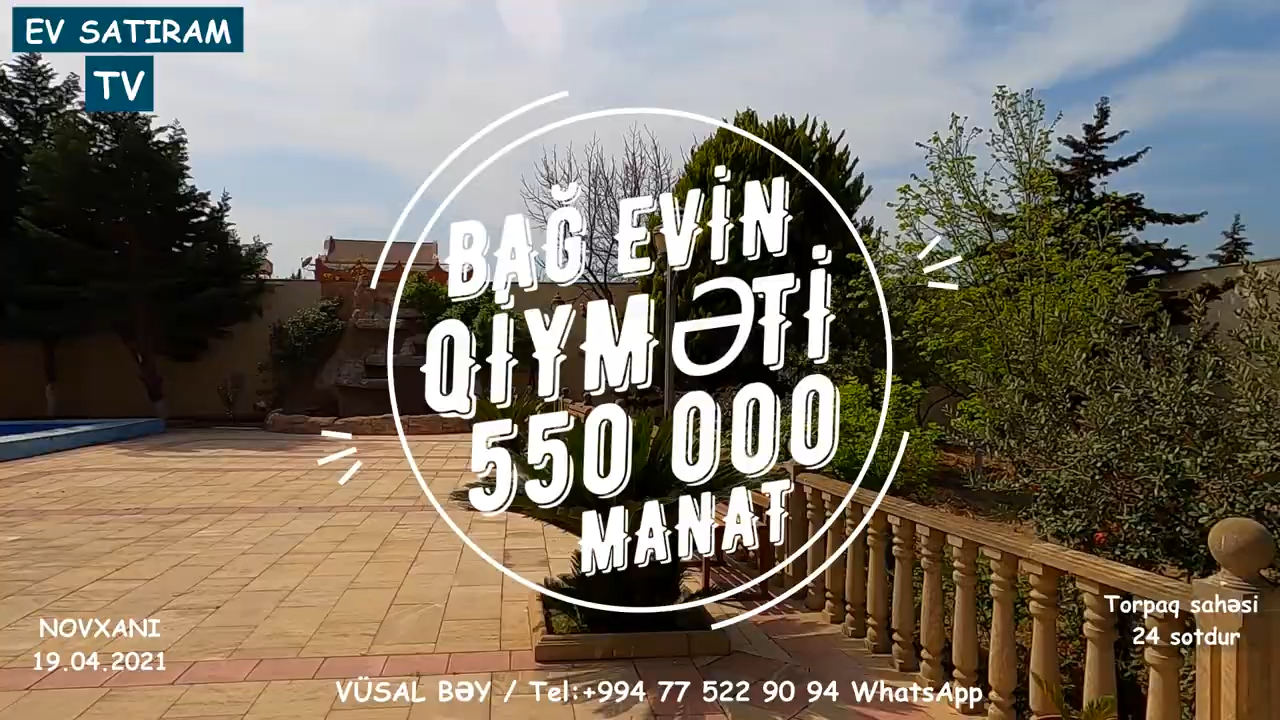 EV SATIRAM
TV
BAĞ EVİN
QİYMƏTİ
550 000
MANAT
NOVXANI
19.04.2021
Torpaq sahəsi
24 sotdur
VÜSAL BƏY / Tel:+994 77 522 90 94 WhatsApp